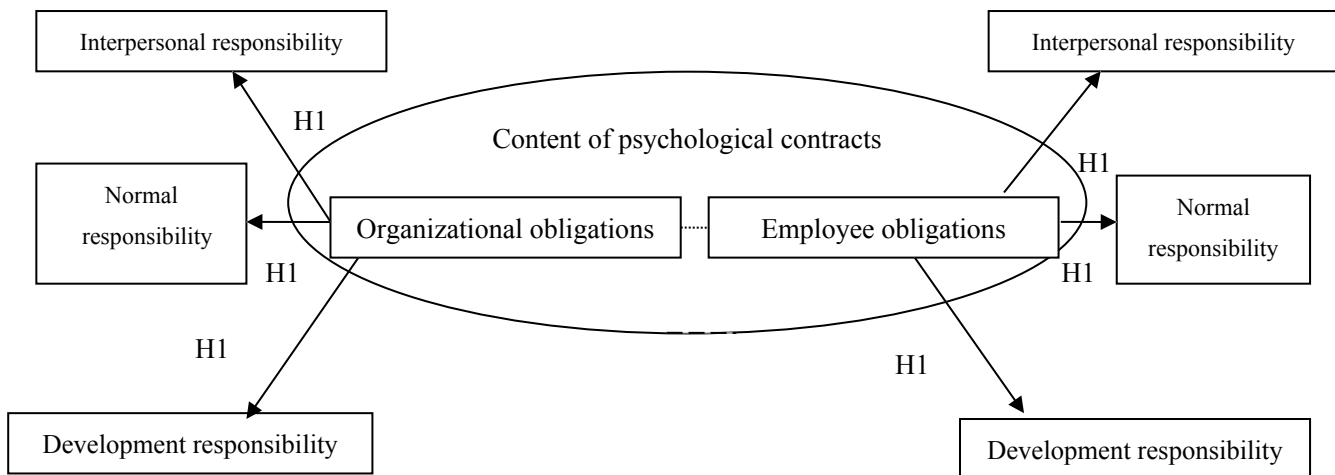 Interpersonal responsibility
Interpersonal responsibility
H1
Content of psychological contracts
H1
Normal
responsibility
Organizational obligations
Employee obligations
Normal
responsibility
H1
H1
H1
H1
Development responsibility
Development responsibility